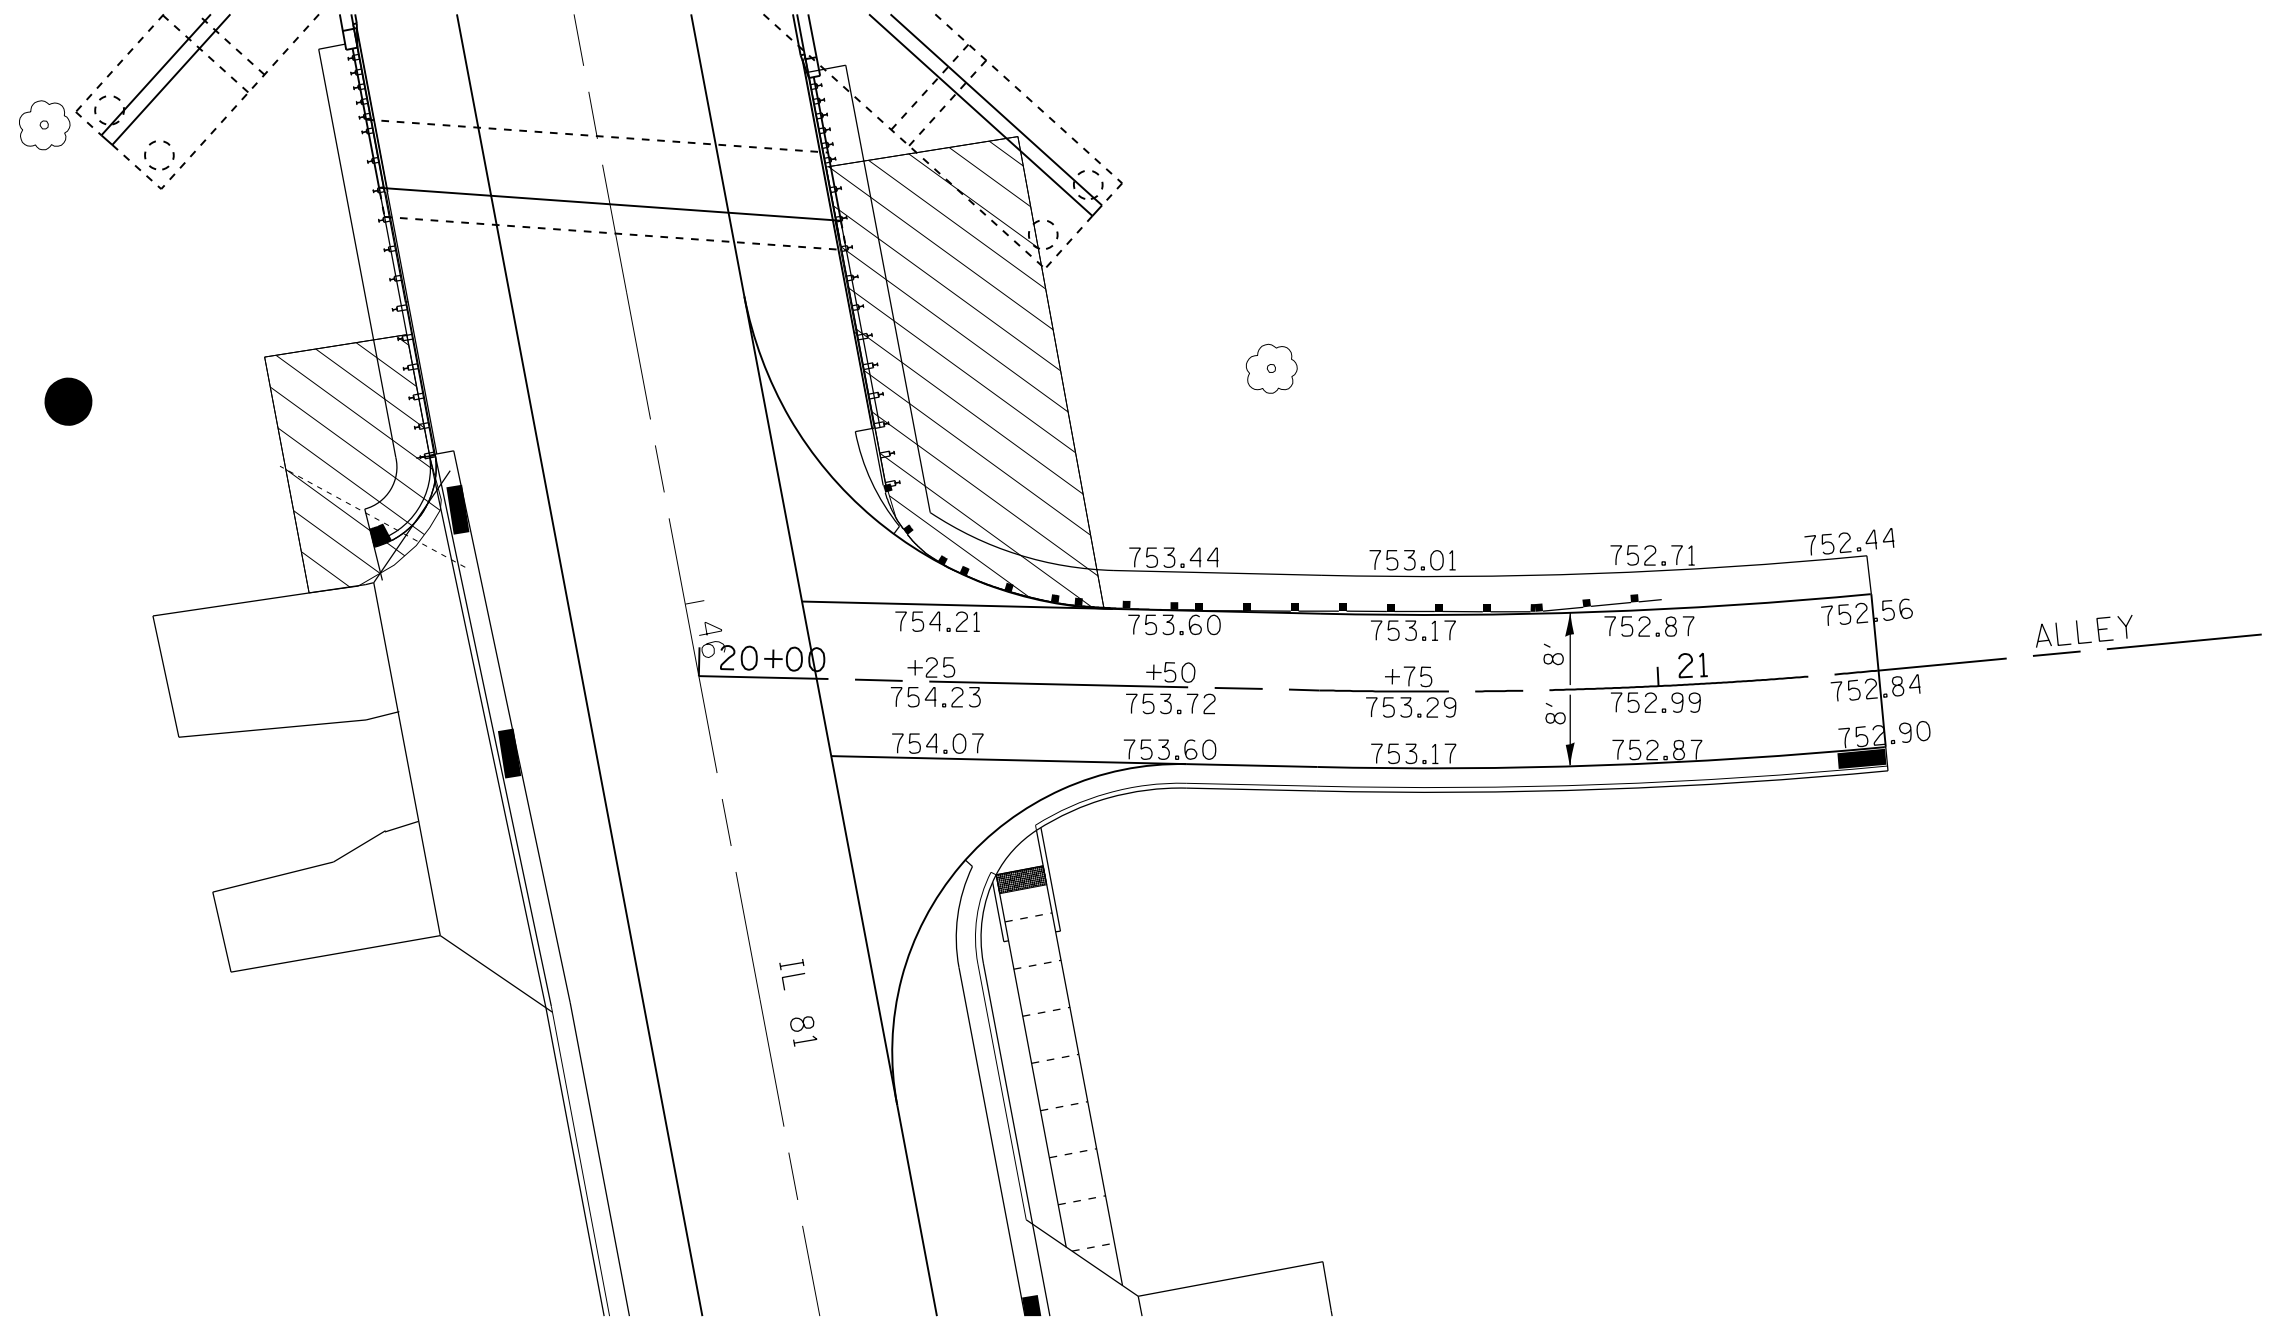 753.44 753.01 752.71 752.44
754.21 753.60 753.17 752.87 752.56
46
20+00 +25 +50 +75 8' 21 ALLEY
754.23 753.72 753.29 8' 752.99 752.84
754.07 753.60 753.17 752.87 752.90
IL 81